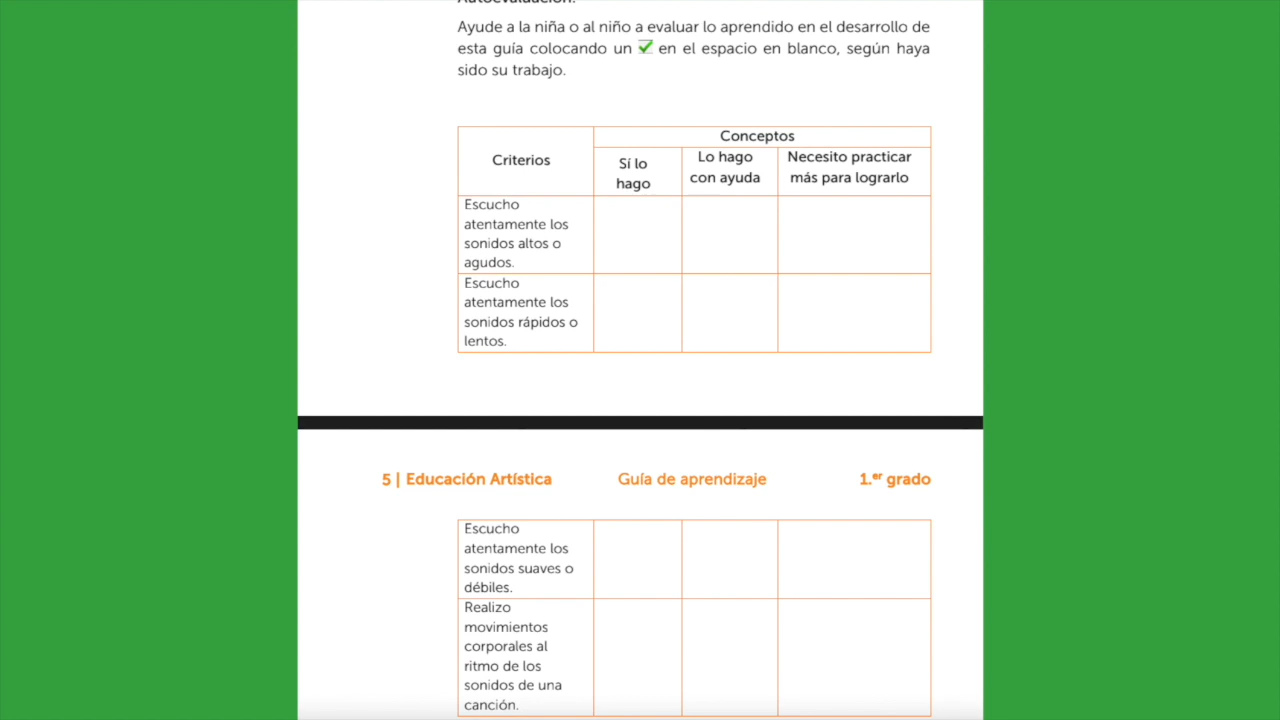 Autoevaluación.
Ayude a la niña o al niño a evaluar lo aprendido en el desarrollo de
esta guía colocando un ✓ en el espacio en blanco, según haya
sido su trabajo.
Criterios
Conceptos
Sí lo
hago
Lo hago
con ayuda
Necesito practicar
más para lograrlo
Escucho
atentamente los
sonidos altos o
agudos.
Escucho
atentamente los
sonidos rápidos o
lentos.
5 | Educación Artística
Guía de aprendizaje
1.er grado
Escucho
atentamente los
sonidos suaves o
débiles.
Realizo
movimientos
corporales al
ritmo de los
sonidos de una
canción.